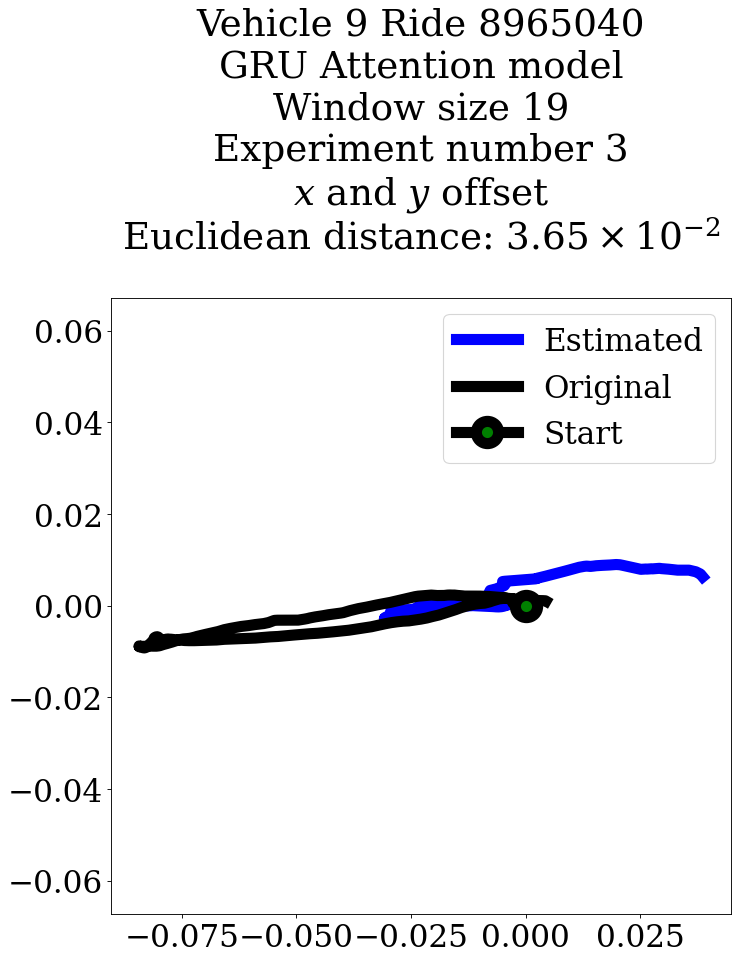 Vehicle 9 Ride 8965040
GRU Attention model
Window size 19
Experiment number 3
x and y offset
Euclidean distance: 3.65 × 10⁻²
Estimated
Original
Start
0.06
0.04
0.02
0.00
−0.02
−0.04
−0.06
−0.075 −0.050 −0.025 0.000 0.025